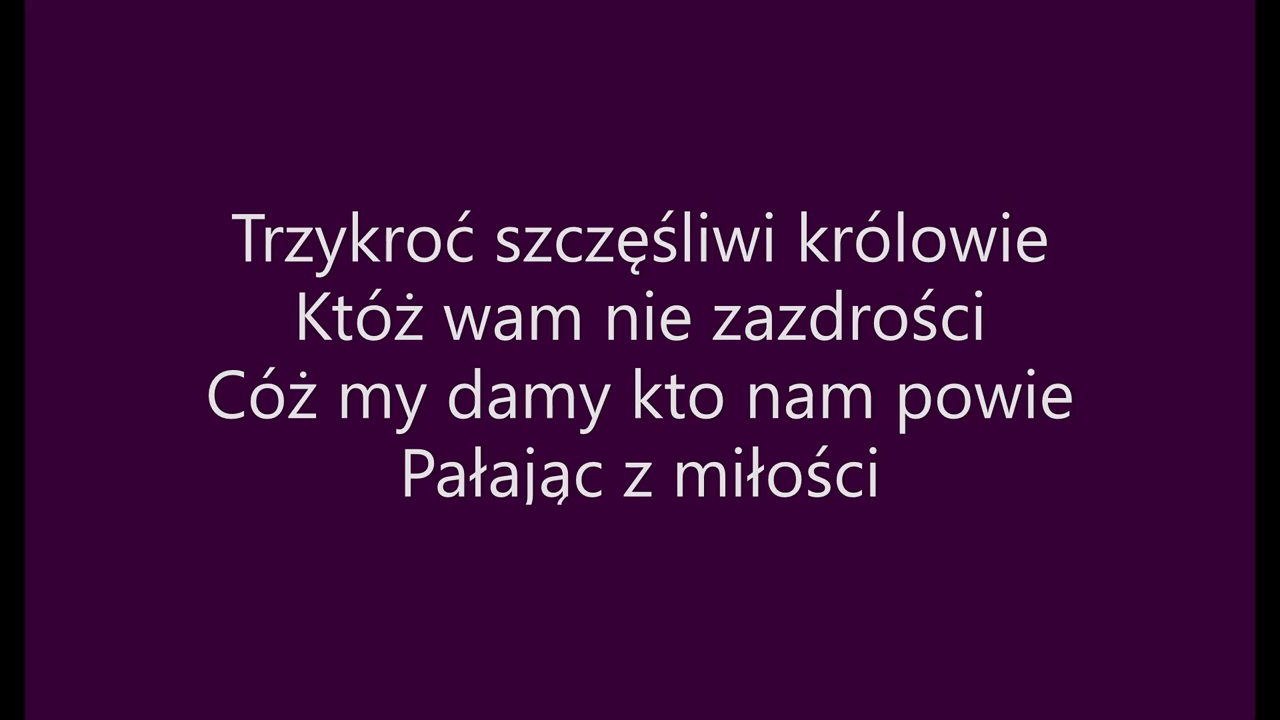 Trzykroć szczęśliwi królowie
Któż wam nie zazdrości
Cóż my damy kto nam powie
Pałając z miłości